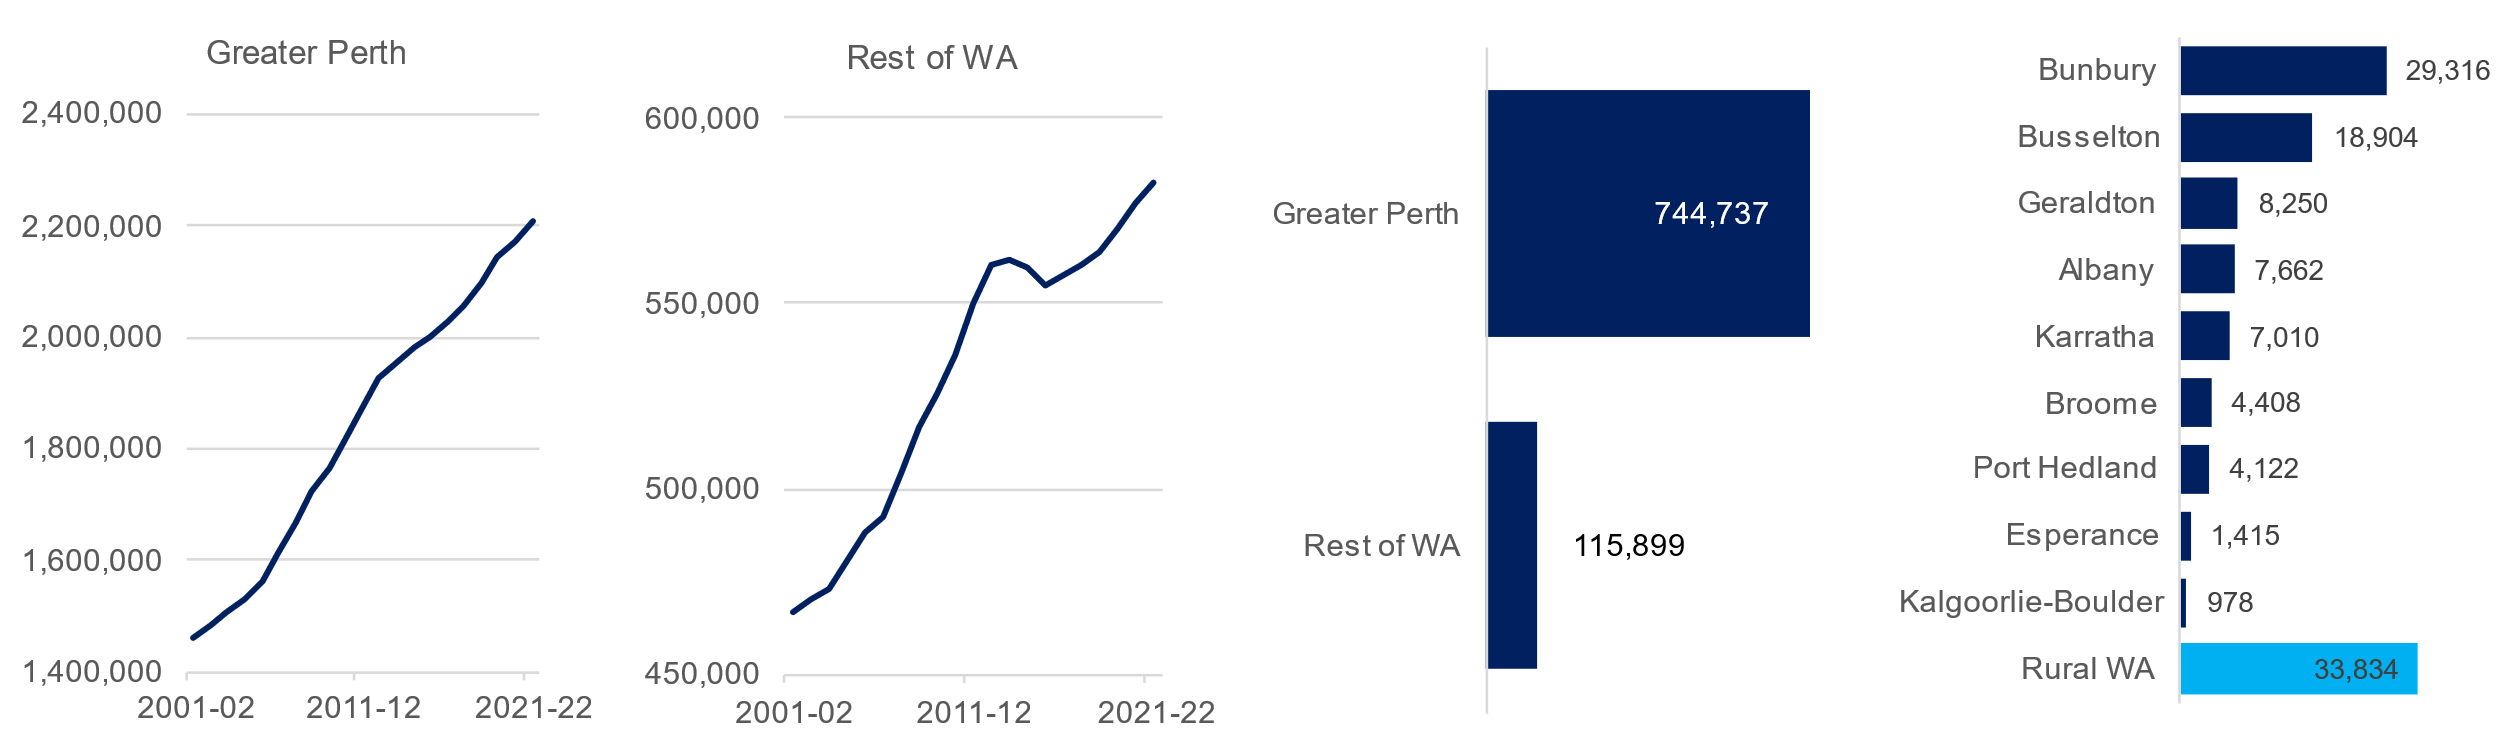 Greater Perth
2,400,000
2,200,000
2,000,000
1,800,000
1,600,000
1,400,000
2001-02 2011-12 2021-22
Rest of WA
600,000
550,000
500,000
450,000
2001-02 2011-12 2021-22
Greater Perth 744,737
Rest of WA 115,899
Bunbury 29,316
Busselton 18,904
Geraldton 8,250
Albany 7,662
Karratha 7,010
Broome 4,408
Port Hedland 4,122
Esperance 1,415
Kalgoorlie-Boulder 978
Rural WA 33,834